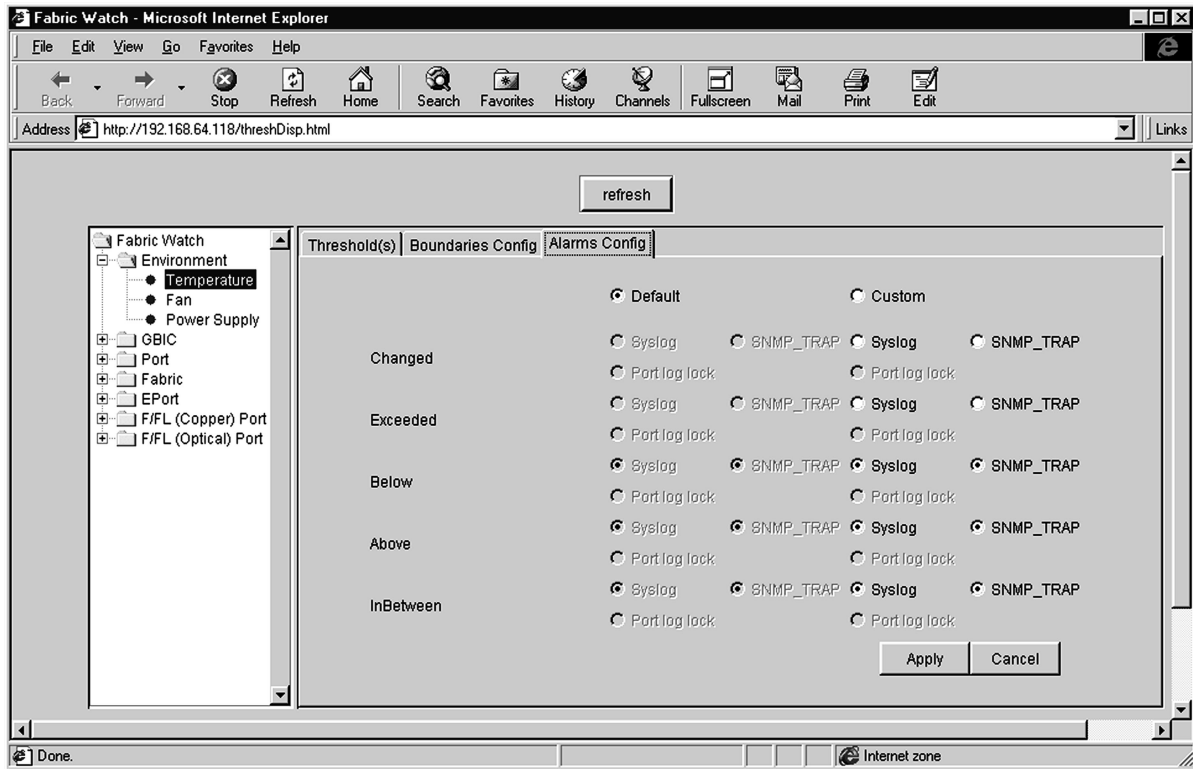 Fabric Watch - Microsoft Internet Explorer
File Edit View Go Favorites Help
Back Forward Stop Refresh Home Search Favorites History Channels Fullscreen Mail Print Edit
Address http://192.168.64.118/threshDisp.html Links
refresh
Fabric Watch
Environment
Temperature
Fan
Power Supply
GBIC
Port
Fabric
EPort
F/FL (Copper) Port
F/FL (Optical) Port
Threshold(s) Boundaries Config Alarms Config
Default Custom
Changed
Syslog SNMP_TRAP Syslog SNMP_TRAP
Port log lock Port log lock
Exceeded
Syslog SNMP_TRAP Syslog SNMP_TRAP
Port log lock Port log lock
Below
Syslog SNMP_TRAP Syslog SNMP_TRAP
Port log lock Port log lock
Above
Syslog SNMP_TRAP Syslog SNMP_TRAP
Port log lock Port log lock
InBetween
Syslog SNMP_TRAP Syslog SNMP_TRAP
Port log lock Port log lock
Apply Cancel
Done. Internet zone